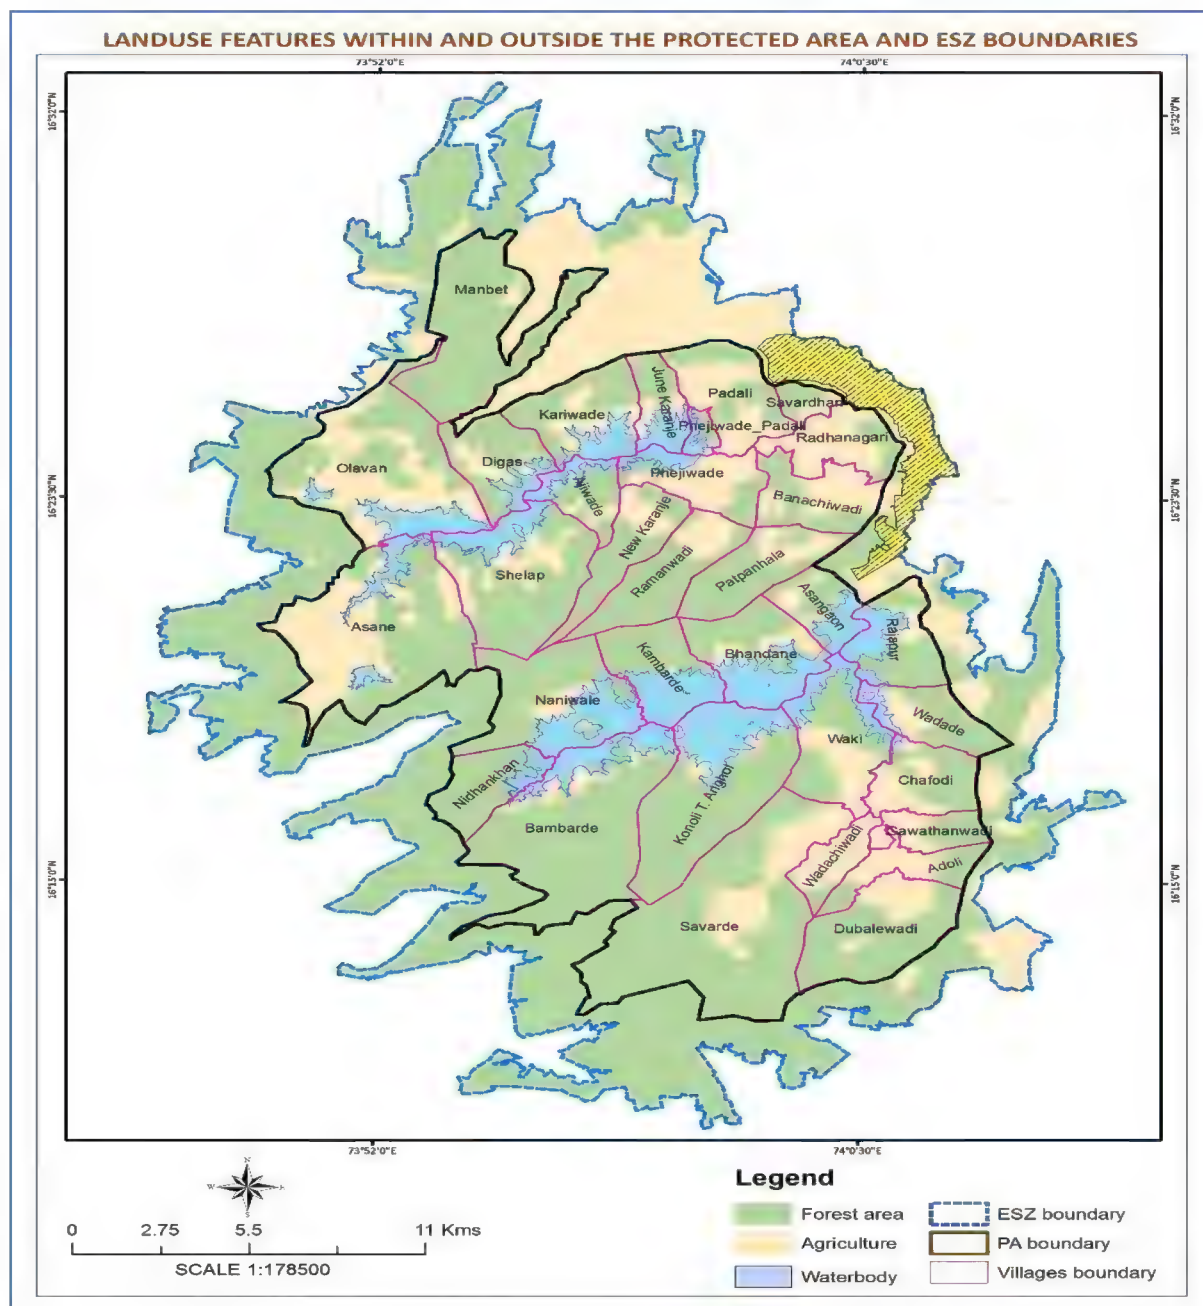 LANDUSE FEATURES WITHIN AND OUTSIDE THE PROTECTED AREA AND ESZ BOUNDARIES
73°52'0"E
74°0'30"E
Manbet
June Karanje
Padali
Savardhan
Kariwade
Phejiwade_Padali
Radhanagari
Olavan
Digas
Phejiwade
Banachiwadi
New Karanje
Ramanwadi
Patpanhala
Shelap
Asangaon
Asane
Bhandane
Kambarde
Naniwale
Wadade
Waki
Nidhankhan
Chafodi
Bambarde
Wadachiwadi
Gawathanwadi
Adoli
Savarde
Dubalewadi
73°52'0"E
74°0'30"E
N
W
S
0 2.75 5.5 11 Kms
SCALE 1:178500
Legend
Forest area
Agriculture
Waterbody
ESZ boundary
PA boundary
Villages boundary